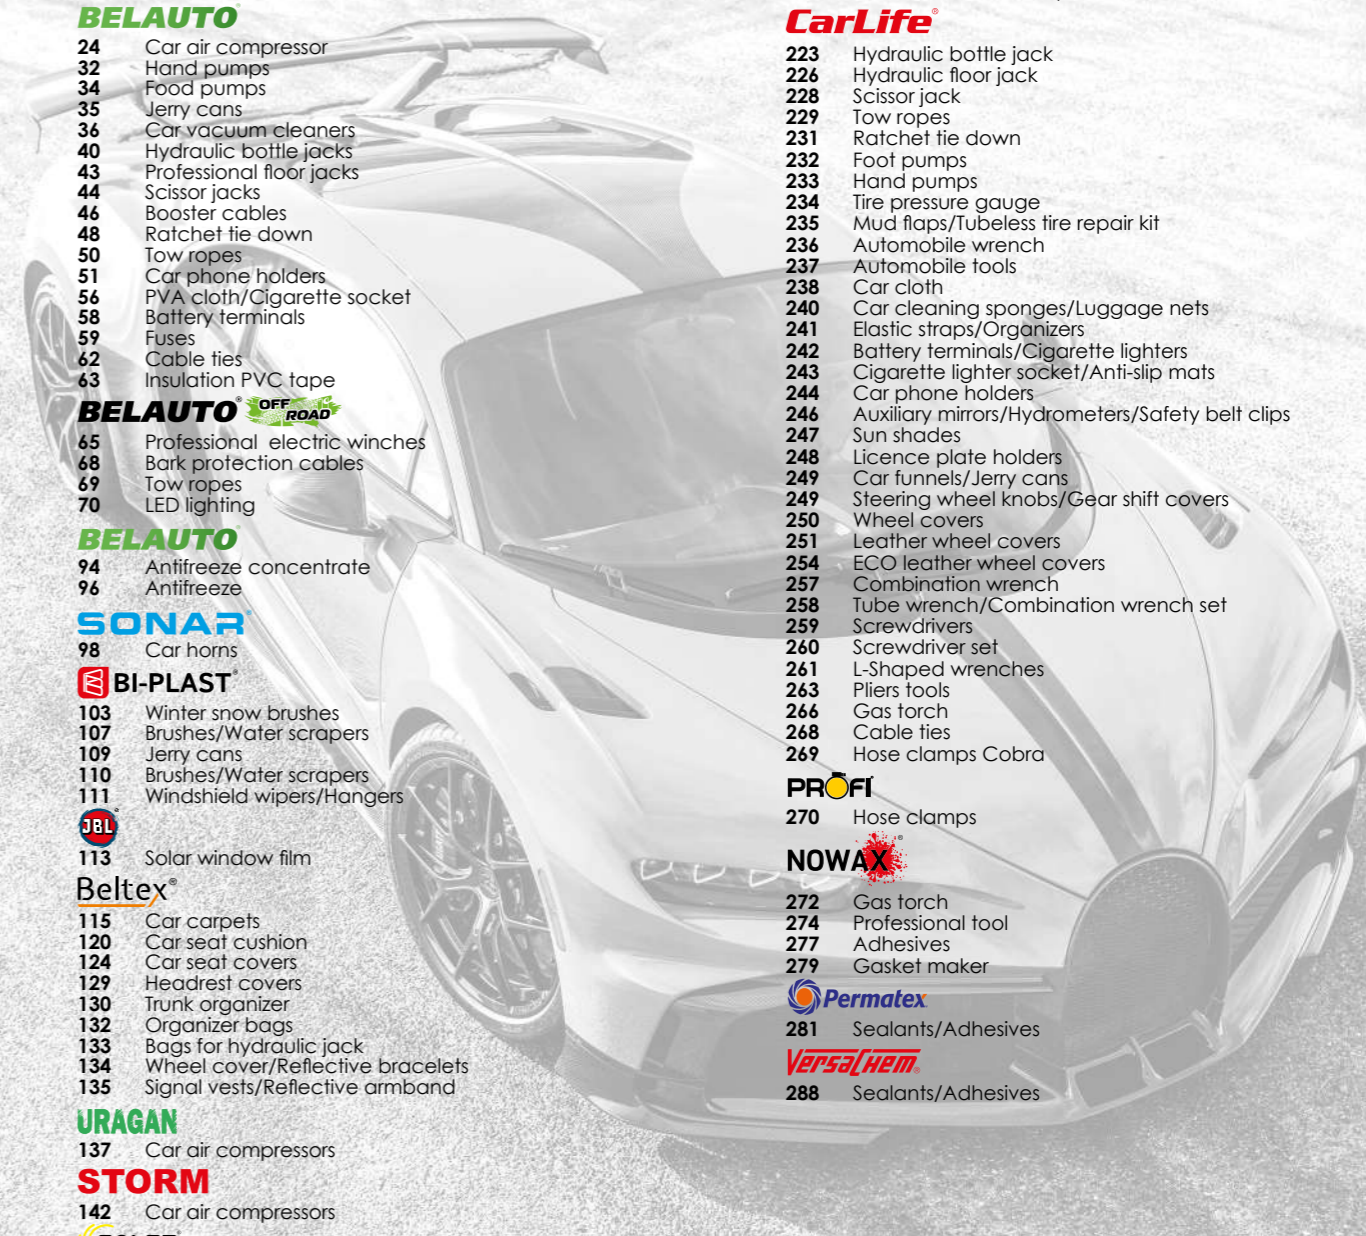 BELAUTO
24 Car air compressor
32 Hand pumps
34 Food pumps
35 Jerry cans
36 Car vacuum cleaners
40 Hydraulic bottle jacks
43 Professional floor jacks
44 Scissor jacks
46 Booster cables
48 Ratchet tie down
50 Tow ropes
51 Car phone holders
56 PVA cloth/Cigarette socket
58 Battery terminals
59 Fuses
62 Cable ties
63 Insulation PVC tape
BELAUTO® OFF ROAD
65 Professional electric winches
68 Bark protection cables
69 Tow ropes
70 LED lighting
BELAUTO
94 Antifreeze concentrate
96 Antifreeze
SONAR®
98 Car horns
BI-PLAST®
103 Winter snow brushes
107 Brushes/Water scrapers
109 Jerry cans
110 Brushes/Water scrapers
111 Windshield wipers/Hangers
JBL
113 Solar window film
Beltex®
115 Car carpets
120 Car seat cushion
124 Car seat covers
129 Headrest covers
130 Trunk organizer
132 Organizer bags
133 Bags for hydraulic jack
134 Wheel cover/Reflective bracelets
135 Signal vests/Reflective armband
URAGAN
137 Car air compressors
STORM
142 Car air compressors
CarLife®
223 Hydraulic bottle jack
226 Hydraulic floor jack
228 Scissor jack
229 Tow ropes
231 Ratchet tie down
232 Foot pumps
233 Hand pumps
234 Tire pressure gauge
235 Mud flaps/Tubeless tire repair kit
236 Automobile wrench
237 Automobile tools
238 Car cloth
240 Car cleaning sponges/Luggage nets
241 Elastic straps/Organizers
242 Battery terminals/Cigarette lighters
243 Cigarette lighter socket/Anti-slip mats
244 Car phone holders
246 Auxiliary mirrors/Hydrometers/Safety belt clips
247 Sun shades
248 Licence plate holders
249 Car funnels/Jerry cans
249 Steering wheel knobs/Gear shift covers
250 Wheel covers
251 Leather wheel covers
254 ECO leather wheel covers
257 Combination wrench
258 Tube wrench/Combination wrench set
259 Screwdrivers
260 Screwdriver set
261 L-Shaped wrenches
263 Pliers tools
266 Gas torch
268 Cable ties
269 Hose clamps Cobra
PROFI
270 Hose clamps
NOWAX®
272 Gas torch
274 Professional tool
277 Adhesives
279 Gasket maker
Permatex
281 Sealants/Adhesives
VersaChem®
288 Sealants/Adhesives